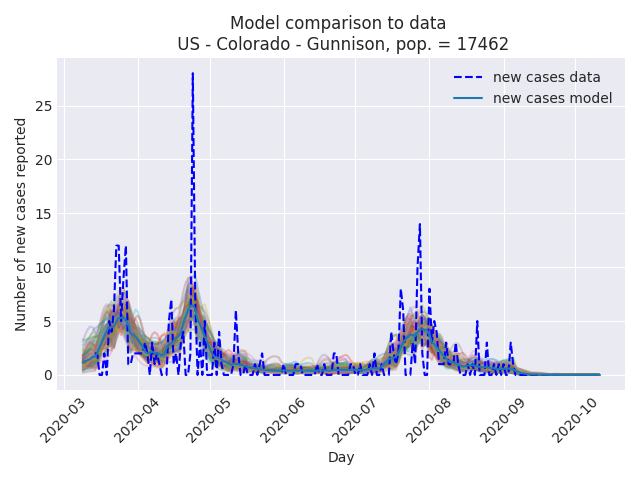 Model comparison to data
US - Colorado - Gunnison, pop. = 17462
new cases data
new cases model
Number of new cases reported
25
20
15
10
5
0
2020-03
2020-04
2020-05
2020-06
2020-07
2020-08
2020-09
2020-10
Day